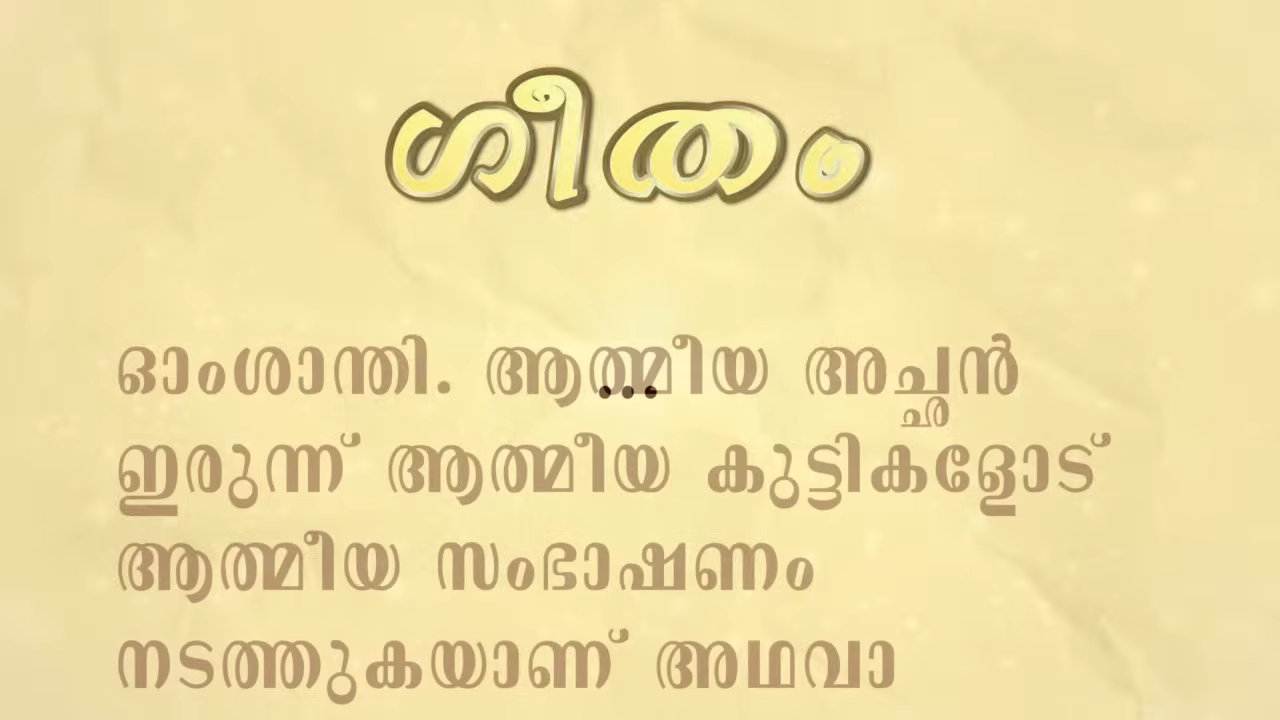 ഗീതം
ഓംശാന്തി. ആത്മീയ അച്ഛൻ
...
ഇരുന്ന് ആത്മീയ കുട്ടികളോട്
ആത്മീയ സംഭാഷണം
നടത്തുകയാണ് അഥവാ